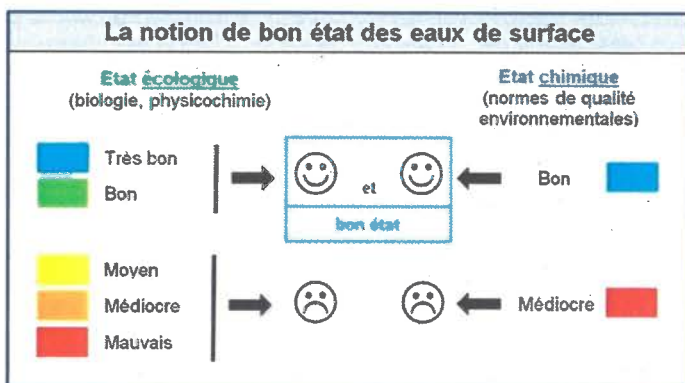 La notion de bon état des eaux de surface
Etat écologique
(biologie, physicochimie)
Etat chimique
(normes de qualité
environnementales)
Très bon
Bon
et
bon état
Bon
Moyen
Médiocre
Mauvais
Médiocre